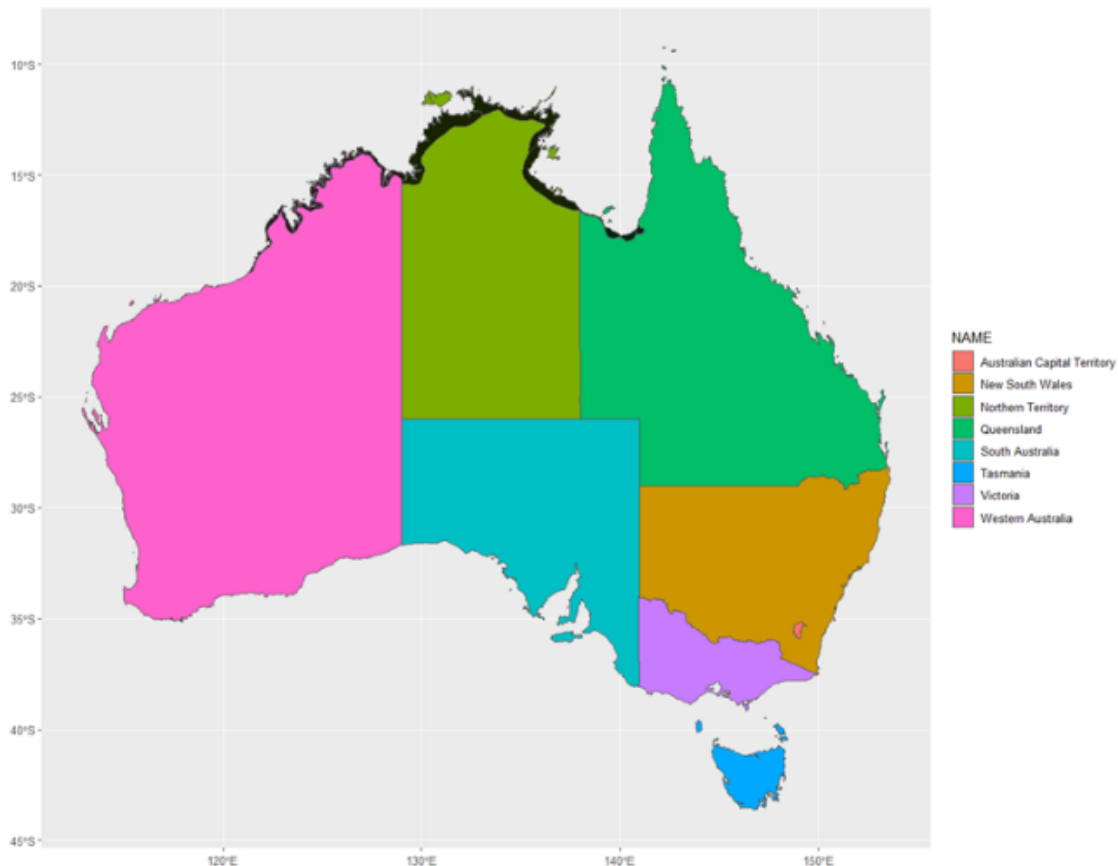 10°S
15°S
20°S
25°S
30°S
35°S
40°S
45°S
120°E
130°E
140°E
150°E
NAME
Australian Capital Territory
New South Wales
Northern Territory
Queensland
South Australia
Tasmania
Victoria
Western Australia